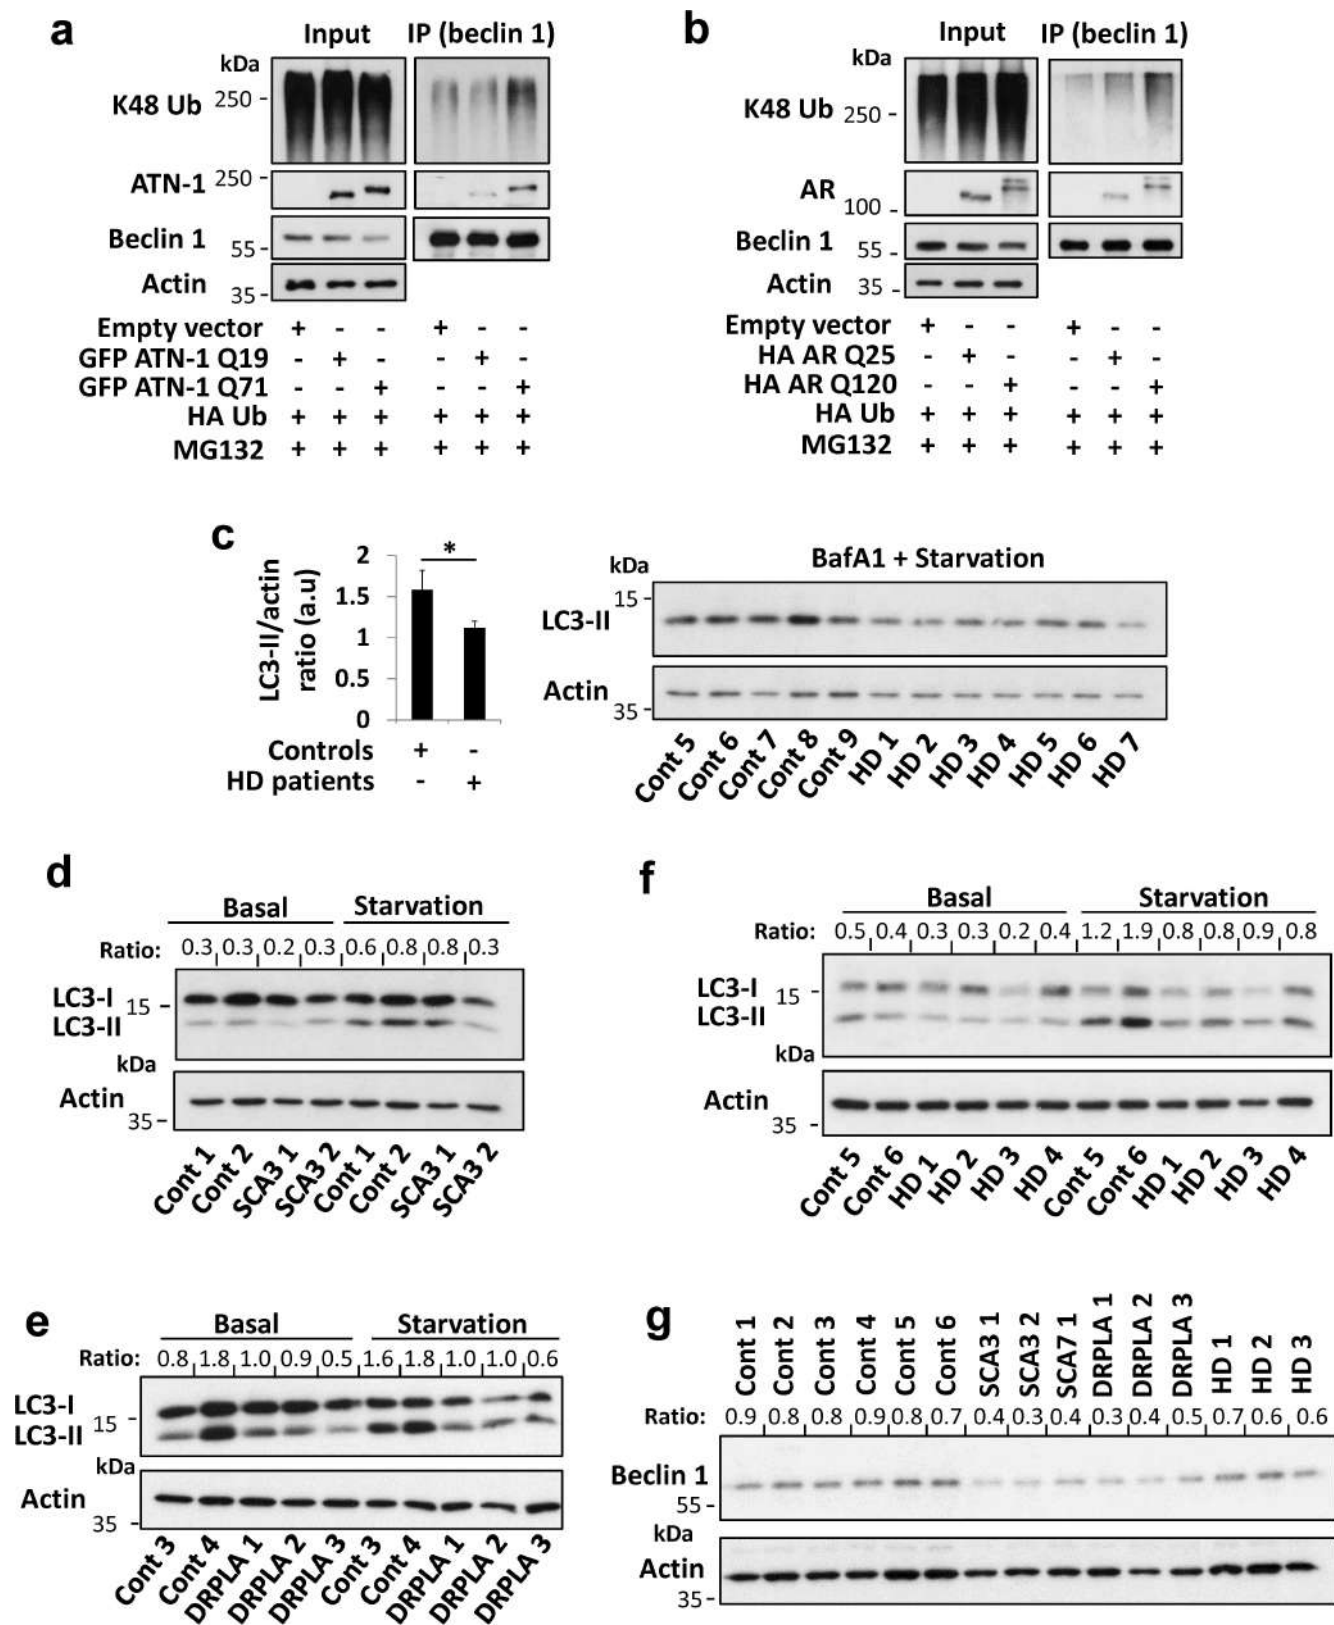 a
Input IP (beclin 1)
kDa
K48 Ub 250 -
ATN-1 250 -
Beclin 1 55 -
Actin 35 -
Empty vector + - - + - -
GFP ATN-1 Q19 - + - - + -
GFP ATN-1 Q71 - - + - - +
HA Ub + + + + + +
MG132 + + + + + +
b
Input IP (beclin 1)
kDa
K48 Ub 250 -
AR 100 -
Beclin 1 55 -
Actin 35 -
Empty vector + - - + - -
HA AR Q25 - + - - + -
HA AR Q120 - - + - - +
HA Ub + + + + + +
MG132 + + + + + +
c
LC3-II/actin
ratio (a.u)
2
1.5
1
0.5
0
*
Controls + -
HD patients - +
BafA1 + Starvation
kDa
15 -
LC3-II
Actin
35 -
Cont 5 Cont 6 Cont 7 Cont 8 Cont 9 HD 1 HD 2 HD 3 HD 4 HD 5 HD 6 HD 7
d
Basal Starvation
Ratio: 0.3 0.3 0.2 0.3 0.6 0.8 0.8 0.3
LC3-I 15 -
LC3-II
kDa
Actin
35 -
Cont 1 Cont 2 SCA3 1 SCA3 2 Cont 1 Cont 2 SCA3 1 SCA3 2
f
Basal Starvation
Ratio: 0.5 0.4 0.3 0.3 0.2 0.4 1.2 1.9 0.8 0.8 0.9 0.8
LC3-I 15 -
LC3-II
kDa
Actin
35 -
Cont 5 Cont 6 HD 1 HD 2 HD 3 HD 4 Cont 5 Cont 6 HD 1 HD 2 HD 3 HD 4
e
Basal Starvation
Ratio: 0.8 1.8 1.0 0.9 0.5 1.6 1.8 1.0 1.0 0.6
LC3-I
15 -
LC3-II
kDa
Actin
35 -
Cont 3 Cont 4 DRPLA 1 DRPLA 2 DRPLA 3 Cont 3 Cont 4 DRPLA 1 DRPLA 2 DRPLA 3
g
Cont 1 Cont 2 Cont 3 Cont 4 Cont 5 Cont 6 SCA3 1 SCA3 2 SCA7 1 DRPLA 1 DRPLA 2 DRPLA 3 HD 1 HD 2 HD 3
Ratio: 0.9 0.8 0.8 0.9 0.8 0.7 0.4 0.3 0.4 0.3 0.4 0.5 0.7 0.6 0.6
Beclin 1
55 -
kDa
Actin
35 -